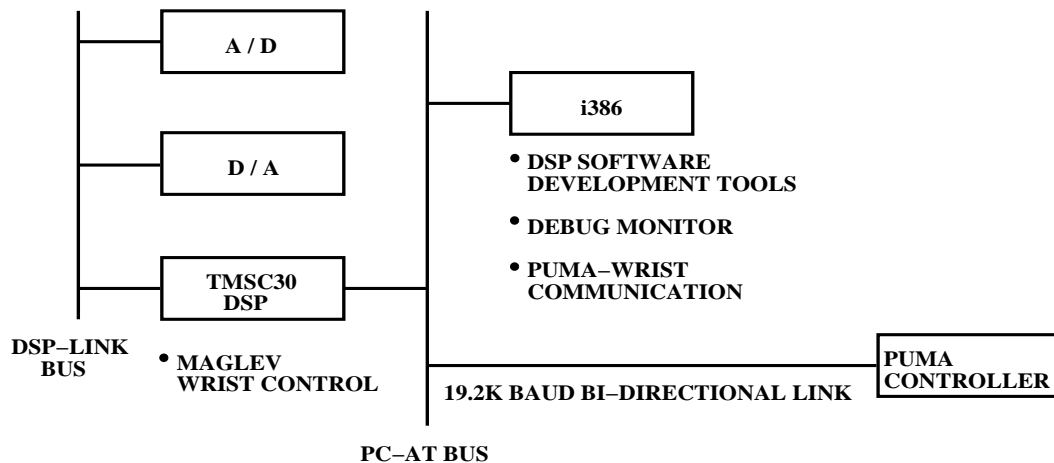 A / D
D / A
TMSC30
DSP
DSP–LINK
BUS
• MAGLEV
WRIST CONTROL
i386
• DSP SOFTWARE
DEVELOPMENT TOOLS
• DEBUG MONITOR
• PUMA–WRIST
COMMUNICATION
PUMA
CONTROLLER
19.2K BAUD BI–DIRECTIONAL LINK
PC–AT BUS